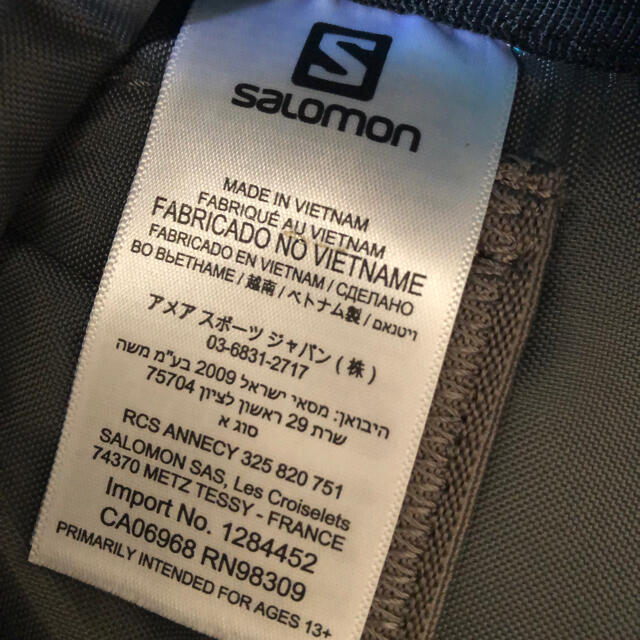 SALOMON
MADE IN VIETNAM
FABRIQUÉ AU VIETNAM
FABRICADO NO VIETNAME
FABRICADO EN VIETNAM / СДЕЛАНО
ВО ВЬЕТНАМЕ / 越南 / ベトナム製 / וייטנאם
アメア スポーツ ジャパン ( 株 )
03-6831-2717
היבואן: מסאי ישראל 2009 בע"מ משה
שרת 29 ראשון לציון 75704
סוג א
RCS ANNECY 325 820 751
SALOMON SAS, Les Croiselets
74370 METZ TESSY - FRANCE
Import No. 1284452
CA06968 RN98309
PRIMARILY INTENDED FOR AGES 13+